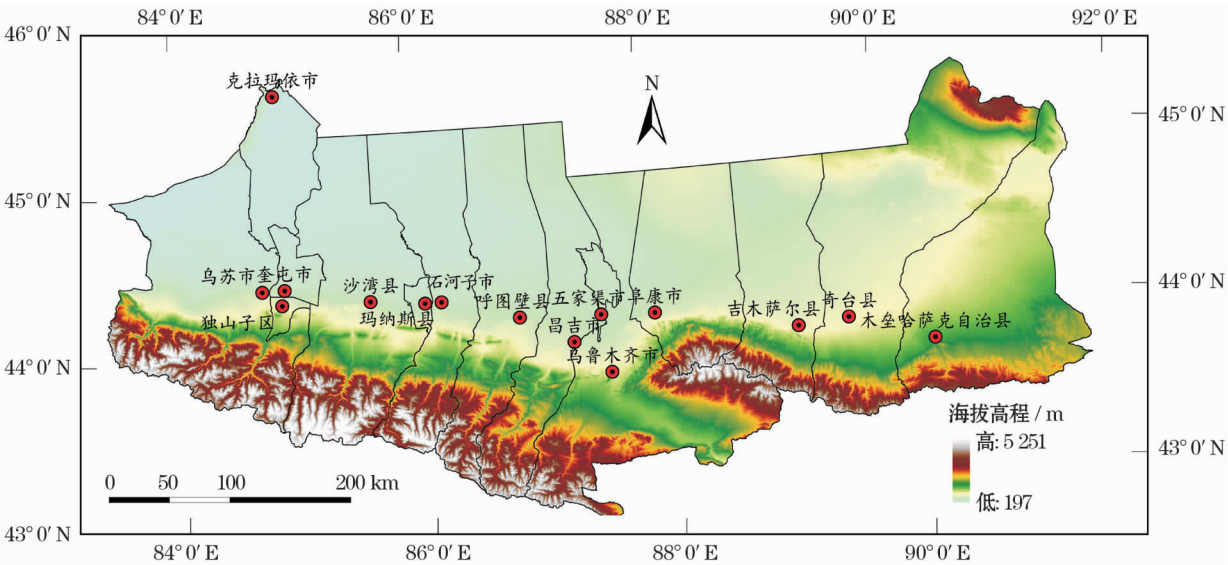 84° 0′ E 86° 0′ E 88° 0′ E 90° 0′ E 92° 0′ E
46° 0′ N
克拉玛依市
N
45° 0′ N
45° 0′ N
乌苏市 奎屯市 沙湾县 石河子市
44° 0′ N
呼图壁县 五家渠市 阜康市
吉木萨尔县 奇台县
独山子区 玛纳斯县 昌吉市
木垒哈萨克自治县
乌鲁木齐市
44° 0′ N
海拔高程 / m
高: 5 251
43° 0′ N
低: 197
0 50 100 200 km
43° 0′ N
84° 0′ E 86° 0′ E 88° 0′ E 90° 0′ E